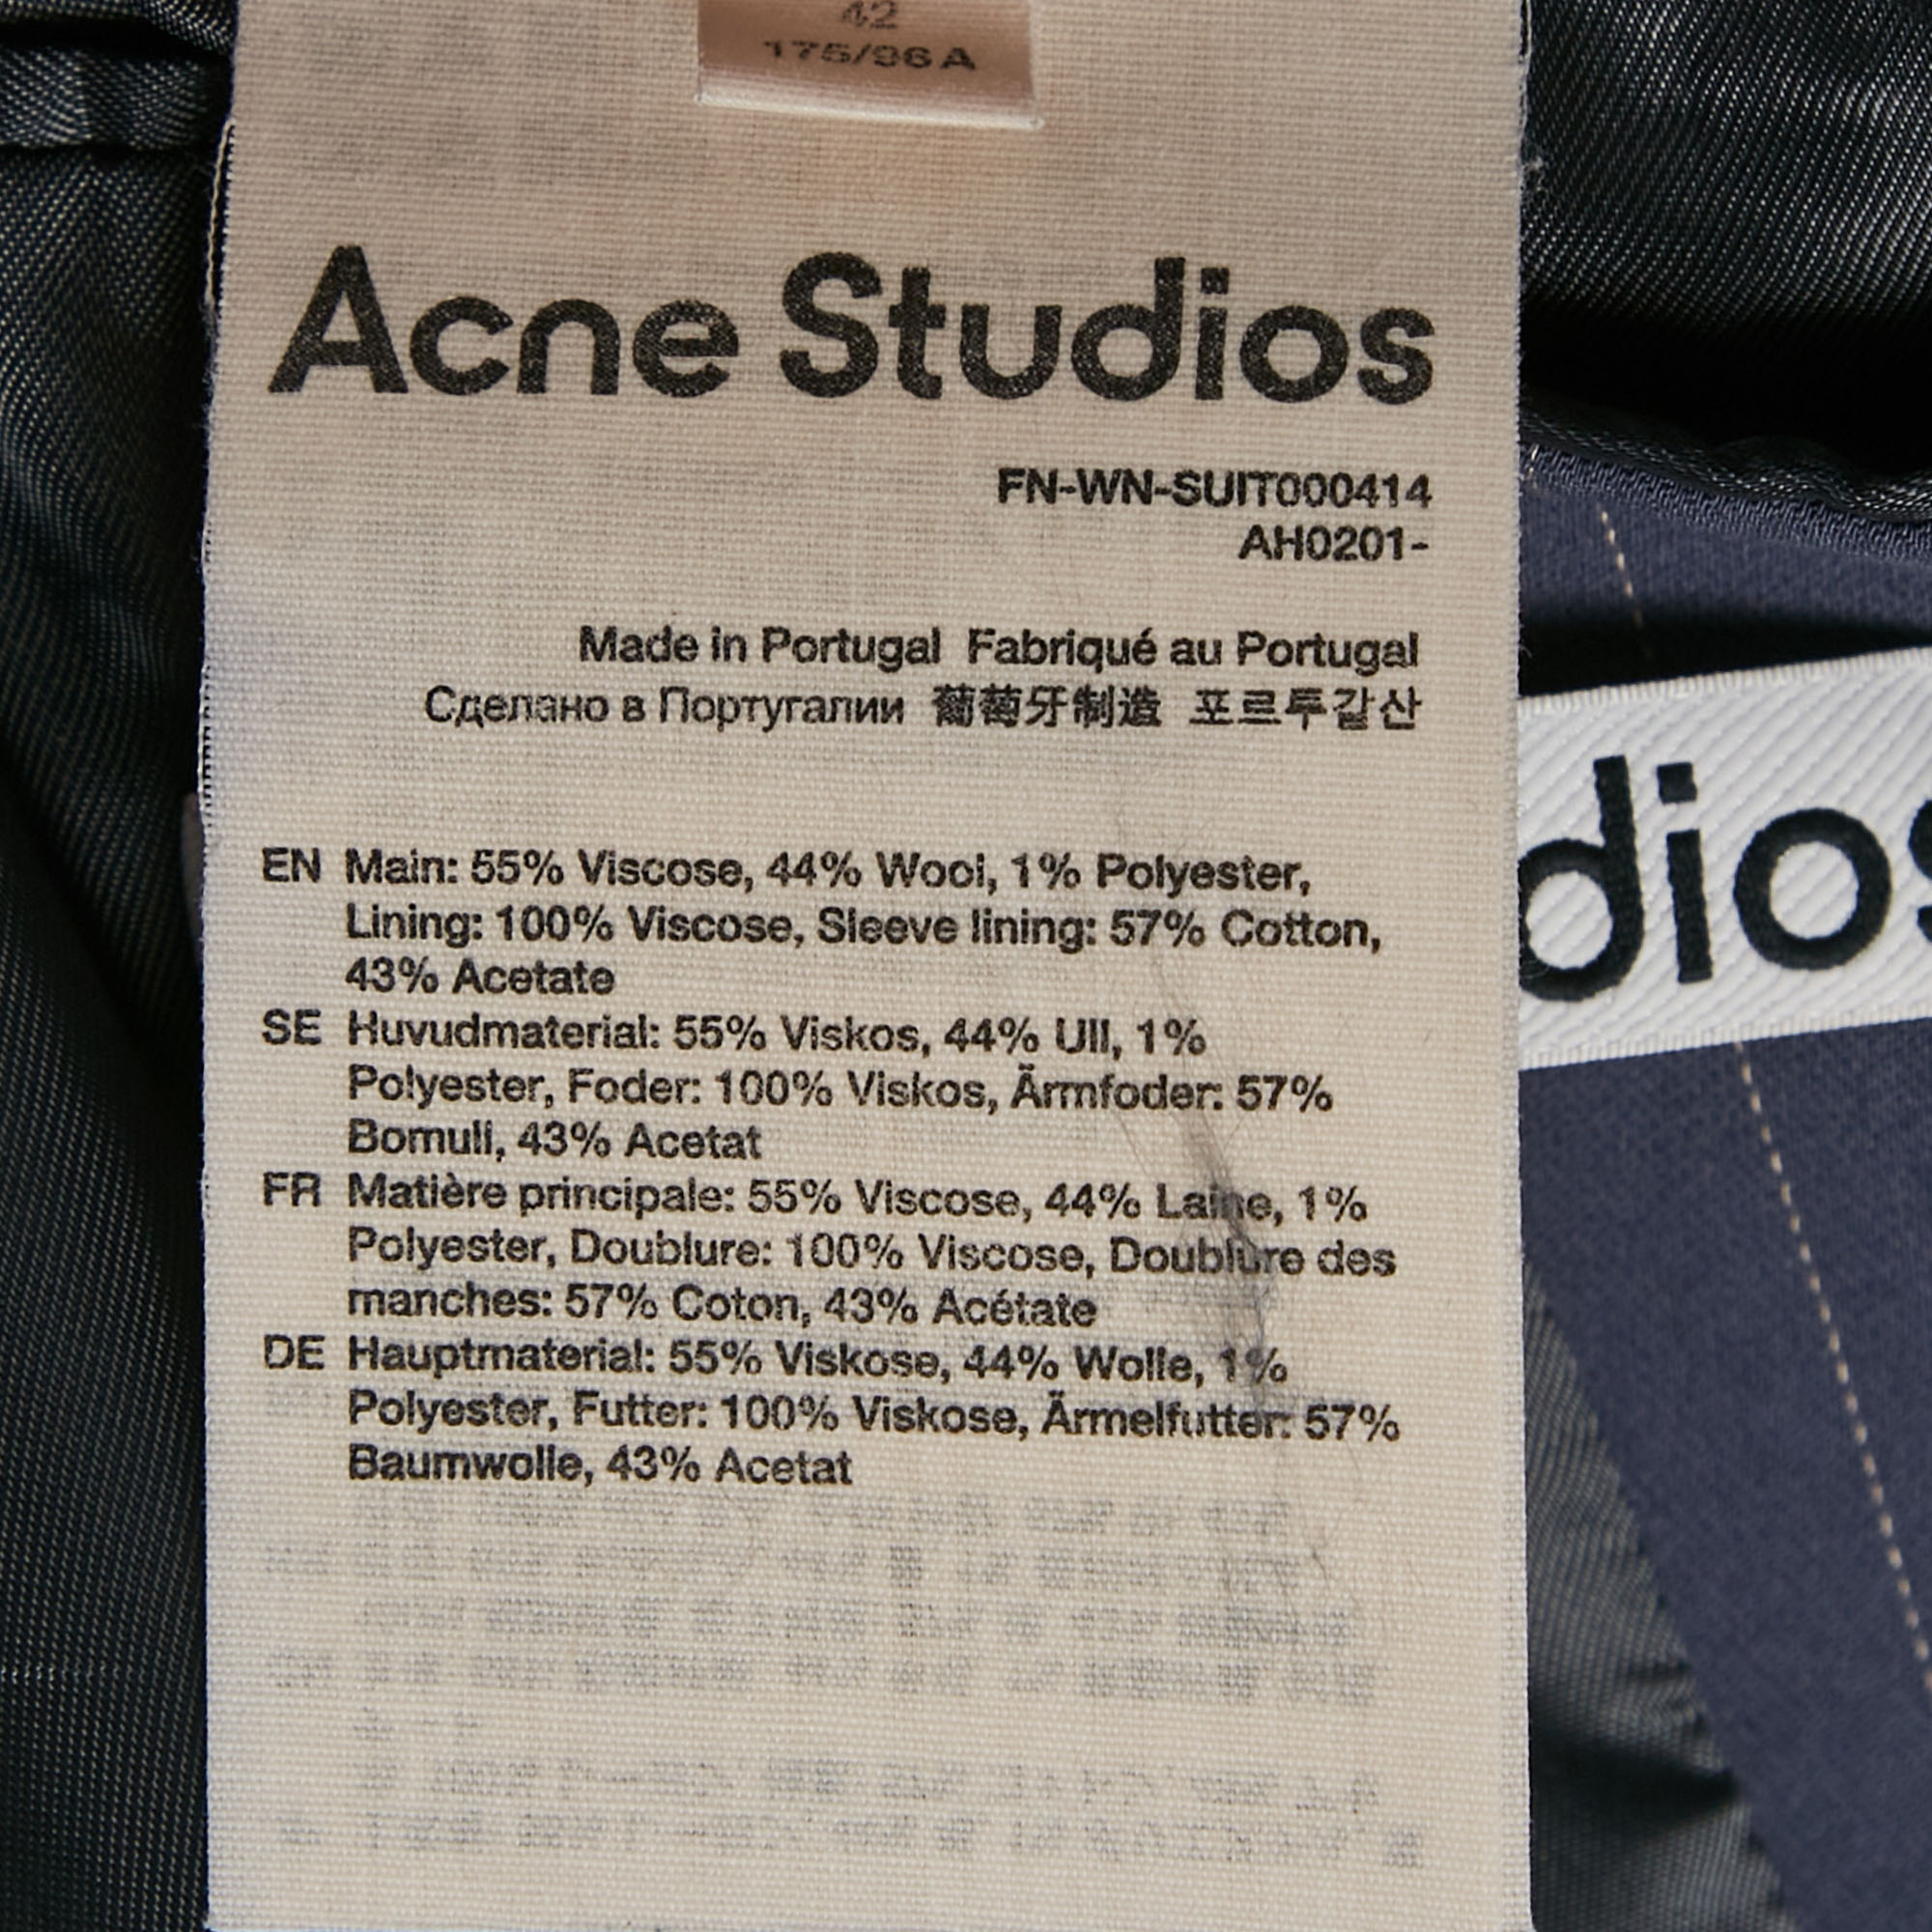 42
175/96 A
Acne Studios
FN-WN-SUIT000414
AH0201-
Made in Portugal Fabriqué au Portugal
Сделано в Португалии 葡萄牙制造 포르투갈산
EN Main: 55% Viscose, 44% Wool, 1% Polyester,
Lining: 100% Viscose, Sleeve lining: 57% Cotton,
43% Acetate
SE Huvudmaterial: 55% Viskos, 44% Ull, 1%
Polyester, Foder: 100% Viskos, Ärmfoder: 57%
Bomull, 43% Acetat
FR Matière principale: 55% Viscose, 44% Laine, 1%
Polyester, Doublure: 100% Viscose, Doublure des
manches: 57% Coton, 43% Acétate
DE Hauptmaterial: 55% Viskose, 44% Wolle, 1%
Polyester, Futter: 100% Viskose, Ärmelfutter: 57%
Baumwolle, 43% Acetat
dios